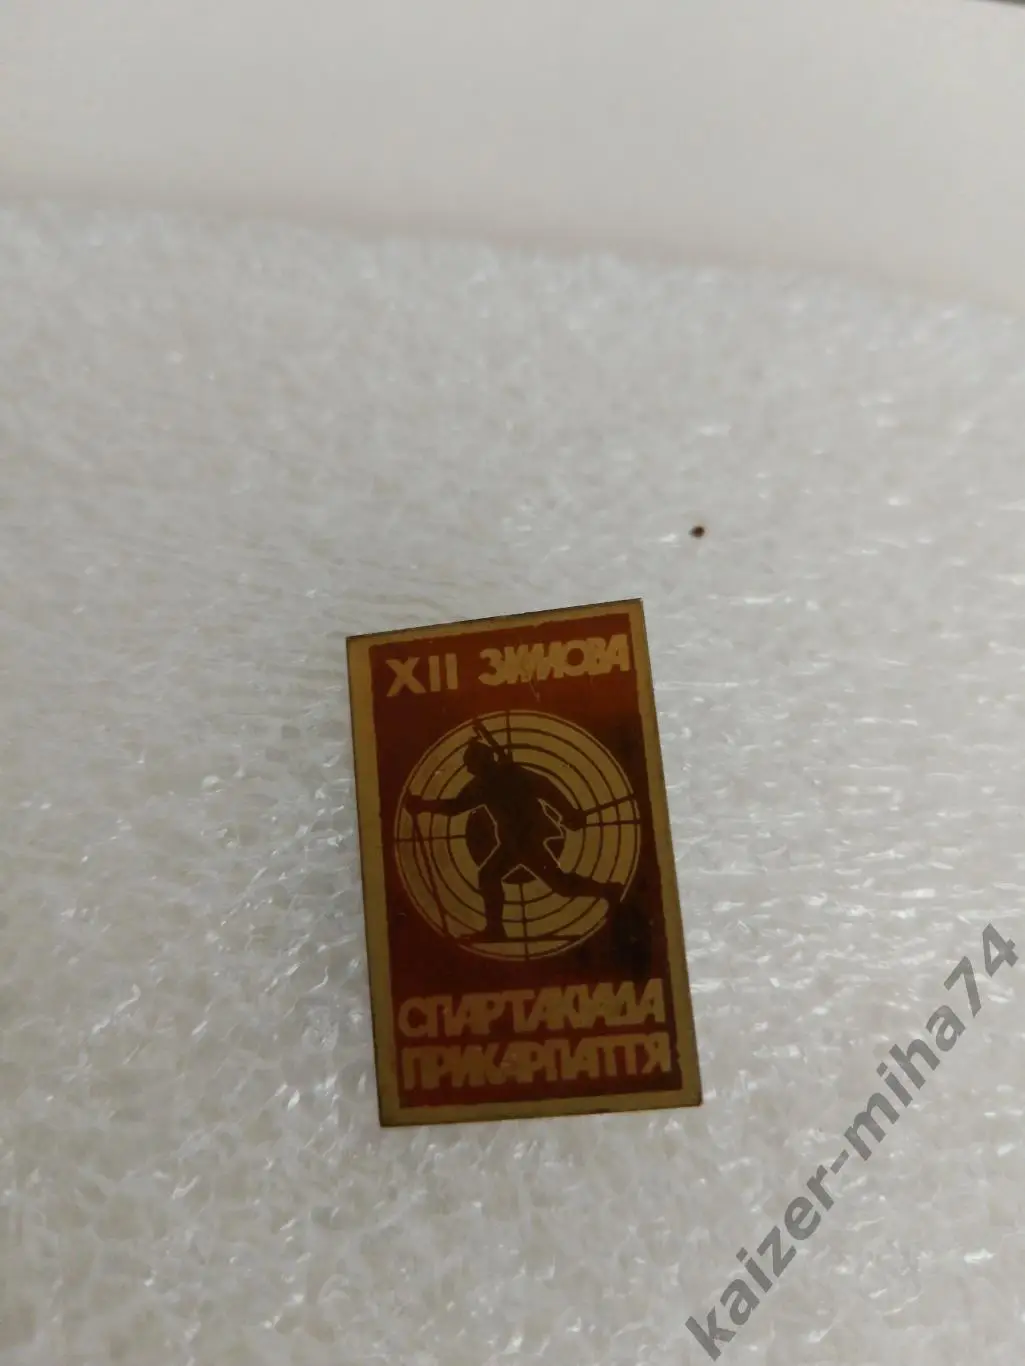 XII ЗИМОВА
СПАРТАКІАДА
ПРИКАРПАТТЯ
kaizer-miha74